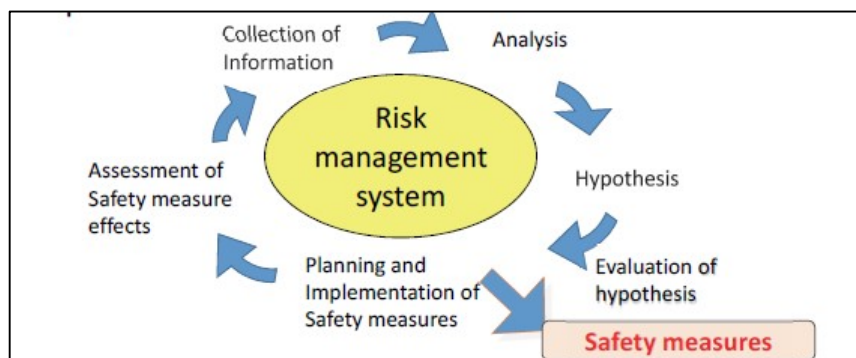 Collection of
Information
Analysis
Risk
management
system
Hypothesis
Assessment of
Safety measure
effects
Evaluation of
hypothesis
Planning and
Implementation of
Safety measures
Safety measures